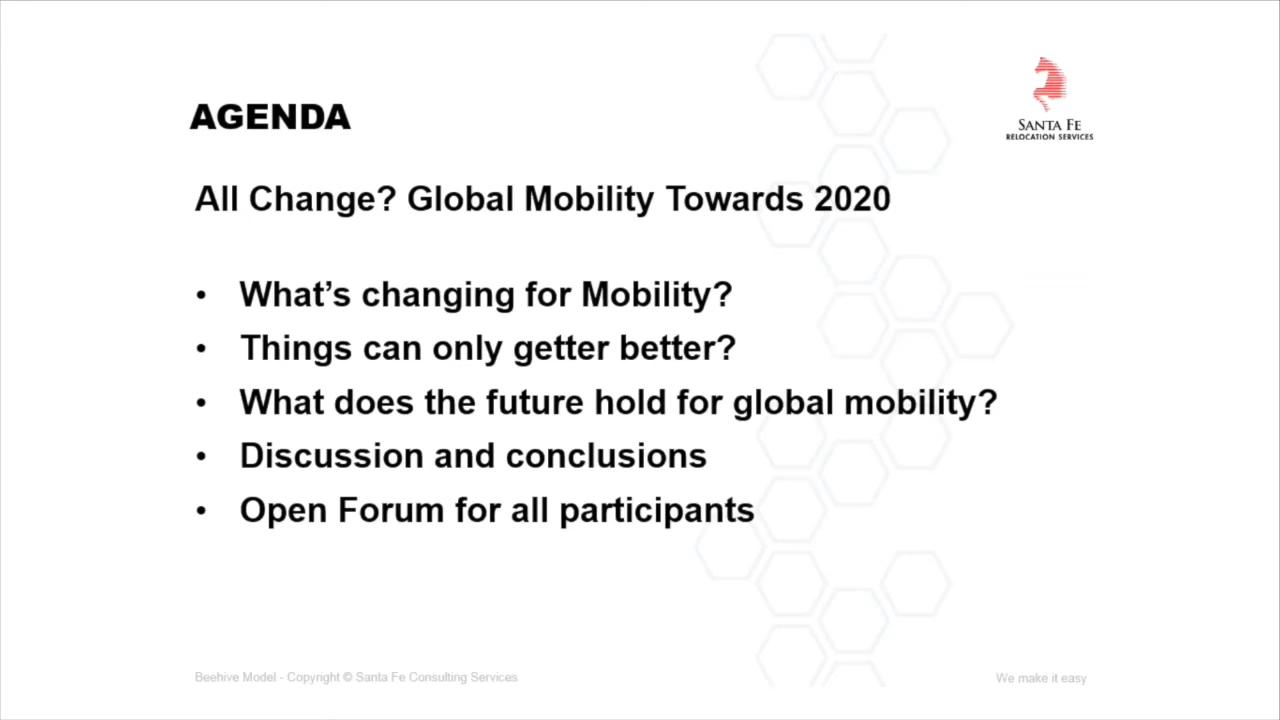 AGENDA
SANTA FE
RELOCATION SERVICES
All Change? Global Mobility Towards 2020
• What’s changing for Mobility?
• Things can only getter better?
• What does the future hold for global mobility?
• Discussion and conclusions
• Open Forum for all participants
Beehive Model - Copyright © Santa Fe Consulting Services
We make it easy